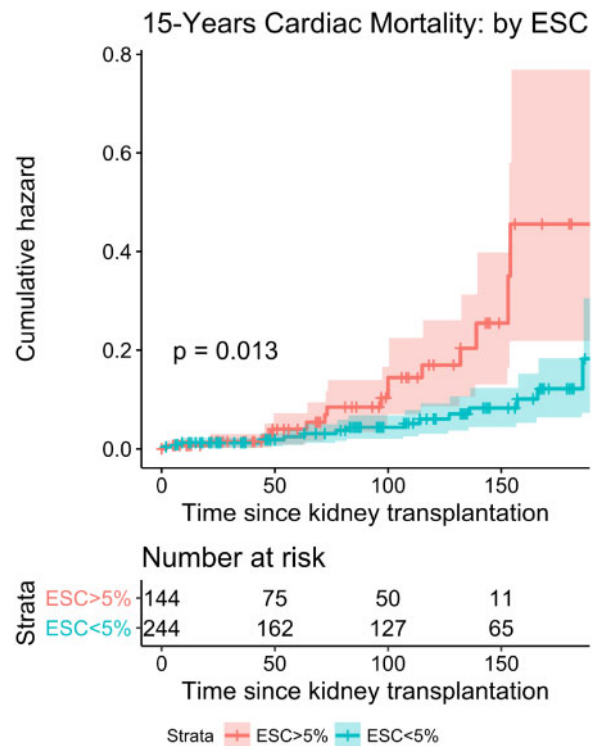 15-Years Cardiac Mortality: by ESC
Cumulative hazard
0.8
0.6
0.4
0.2
0.0
p = 0.013
0 50 100 150
Time since kidney transplantation
Number at risk
Strata
ESC>5% 144 75 50 11
ESC<5% 244 162 127 65
0 50 100 150
Time since kidney transplantation
Strata ESC>5% ESC<5%